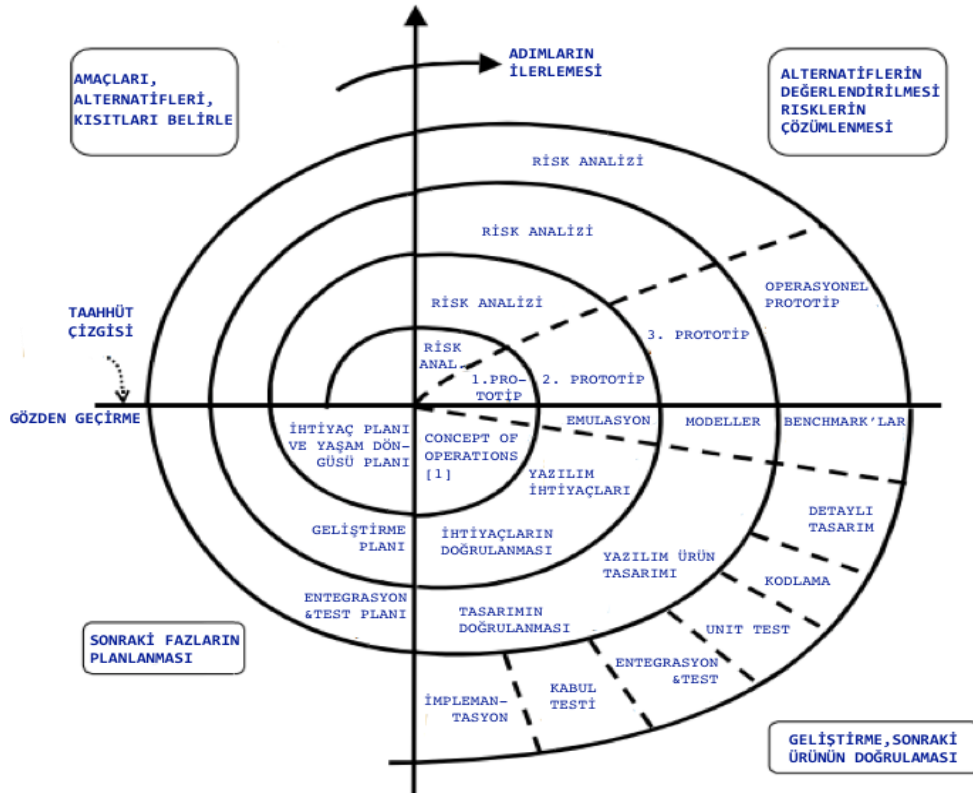 ADIMLARIN
İLERLEMESİ
AMAÇLARI,
ALTERNATİFLERİ,
KISITLARI BELİRLE
ALTERNATİFLERİN
DEĞERLENDİRİLMESİ
RISKLERİN
ÇÖZÜMLENMESİ
RİSK ANALİZİ
RİSK ANALİZİ
RİSK ANALİZİ
RİSK
ANAL.
OPERASYONEL
PROTOTİP
3. PROTOTİP
2. PROTOTİP
1.PRO-
TOTİP
TAAHHÜT
ÇİZGİSİ
GÖZDEN GEÇİRME
EMULASYON
MODELLER
BENCHMARK'LAR
İHTİYAÇ PLANI
VE YAŞAM DÖN-
GÜSÜ PLANI
CONCEPT OF
OPERATIONS
[1]
YAZILIM
İHTİYAÇLARI
GELİŞTİRME
PLANI
İHTİYAÇLARIN
DOĞRULANMASI
YAZILIM ÜRÜN
TASARIMI
DETAYLI
TASARIM
KODLAMA
ENTEGRASYON
&TEST PLANI
TASARIMIN
DOĞRULANMASI
UNIT TEST
ENTEGRASYON
&TEST
KABUL
TESTİ
İMPLEMAN-
TASYON
SONRAKİ FAZLARIN
PLANLANMASI
GELİŞTİRME,SONRAKİ
ÜRÜNÜN DOĞRULAMASI